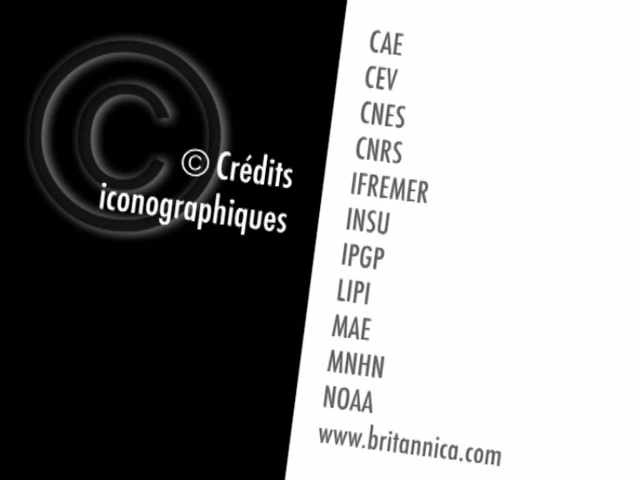 © Crédits
iconographiques
CAE
CEV
CNES
CNRS
IFREMER
INSU
IPGP
LIPI
MAE
MNHN
NOAA
www.britannica.com